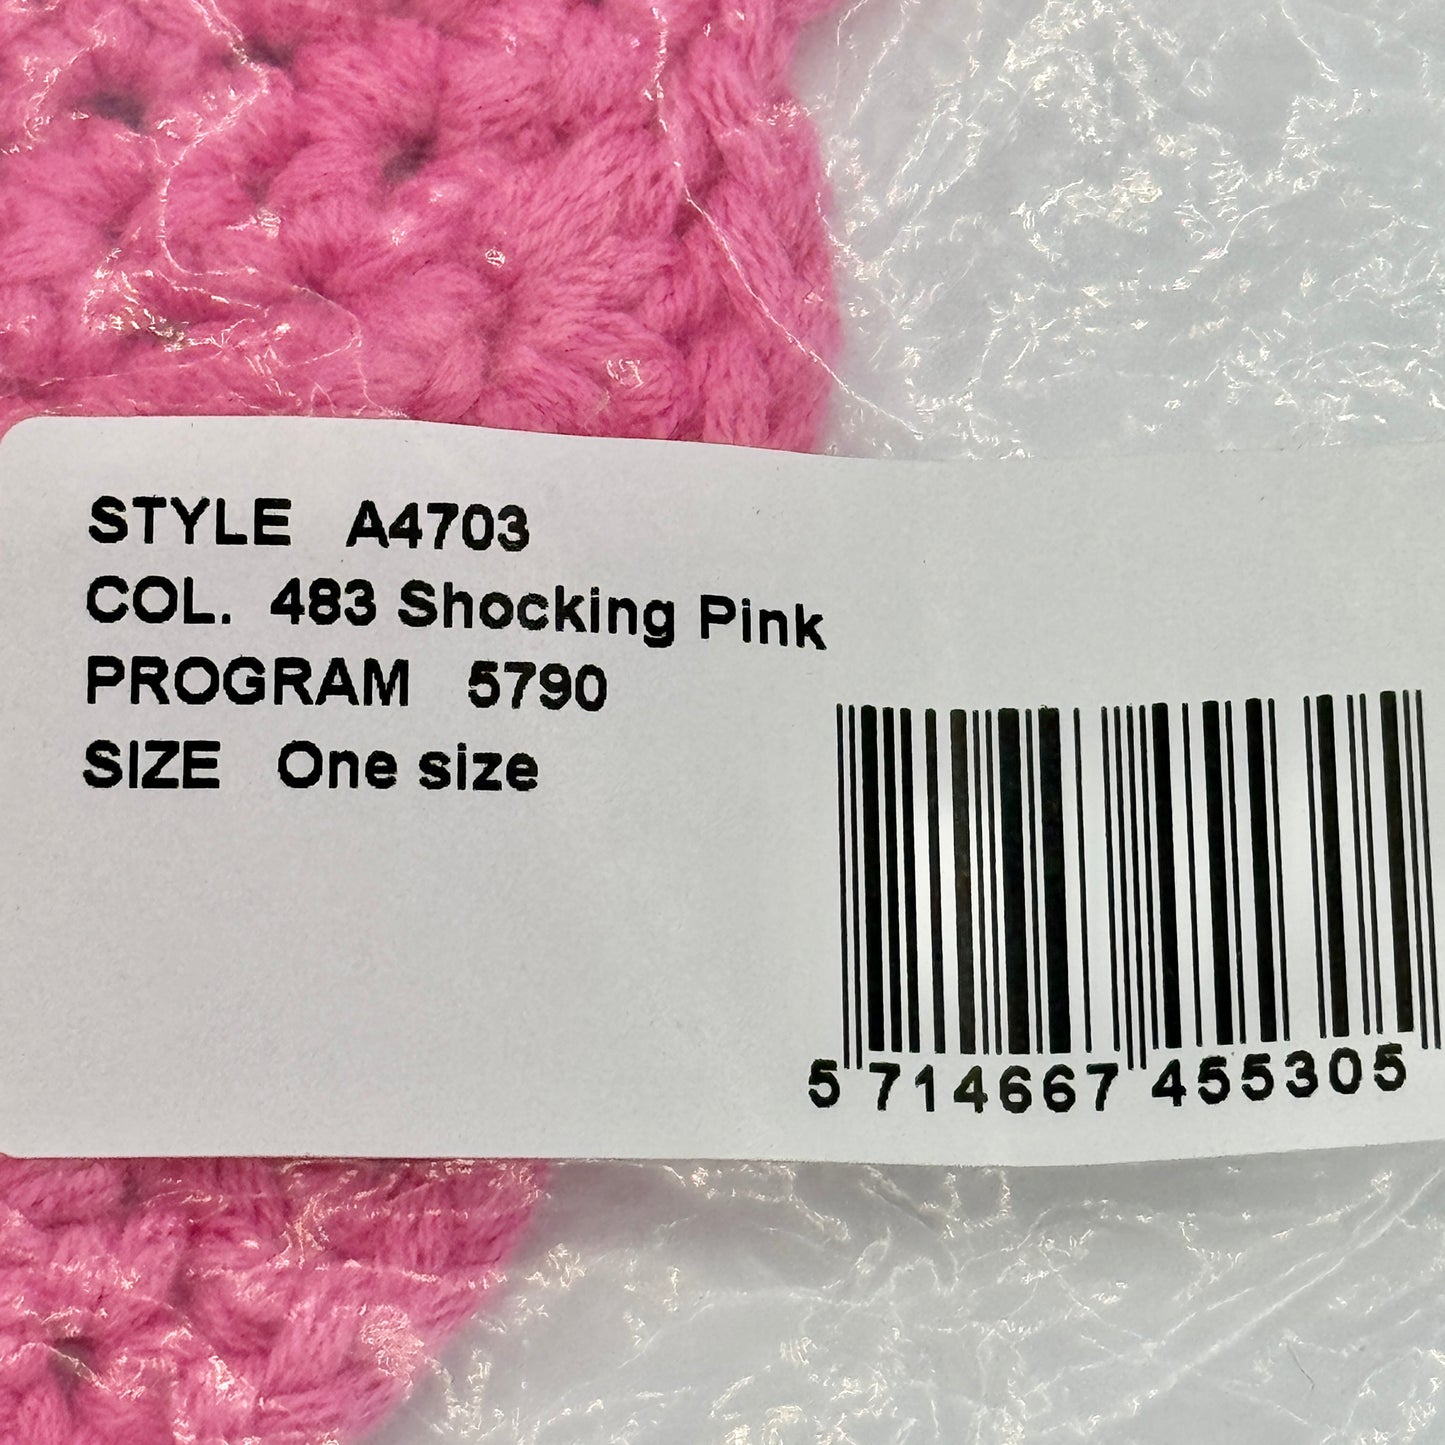 STYLE A4703
COL. 483 Shocking Pink
PROGRAM 5790
SIZE One size
5 714667 455305